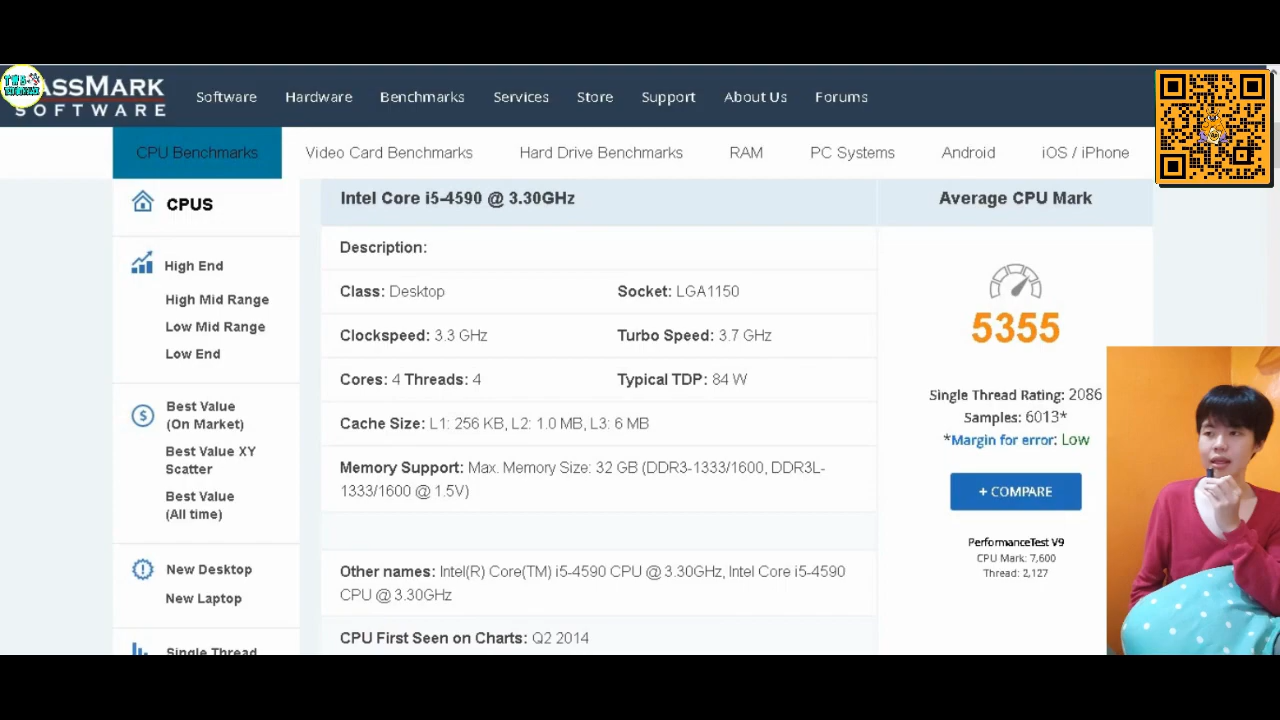 TWS
TUTORIALS
PASSMARK
SOFTWARE
Software Hardware Benchmarks Services Store Support About Us Forums
CPU Benchmarks Video Card Benchmarks Hard Drive Benchmarks RAM PC Systems Android iOS / iPhone
CPUS
High End
High Mid Range
Low Mid Range
Low End
Best Value
(On Market)
Best Value XY
Scatter
Best Value
(All time)
New Desktop
New Laptop
Single Thread
Intel Core i5-4590 @ 3.30GHz
Description:
Class: Desktop Socket: LGA1150
Clockspeed: 3.3 GHz Turbo Speed: 3.7 GHz
Cores: 4 Threads: 4 Typical TDP: 84 W
Cache Size: L1: 256 KB, L2: 1.0 MB, L3: 6 MB
Memory Support: Max. Memory Size: 32 GB (DDR3-1333/1600, DDR3L-
1333/1600 @ 1.5V)
Other names: Intel(R) Core(TM) i5-4590 CPU @ 3.30GHz, Intel Core i5-4590
CPU @ 3.30GHz
CPU First Seen on Charts: Q2 2014
Average CPU Mark
5355
Single Thread Rating: 2086
Samples: 6013*
*Margin for error: Low
+ COMPARE
PerformanceTest V9
CPU Mark: 7,600
Thread: 2,127